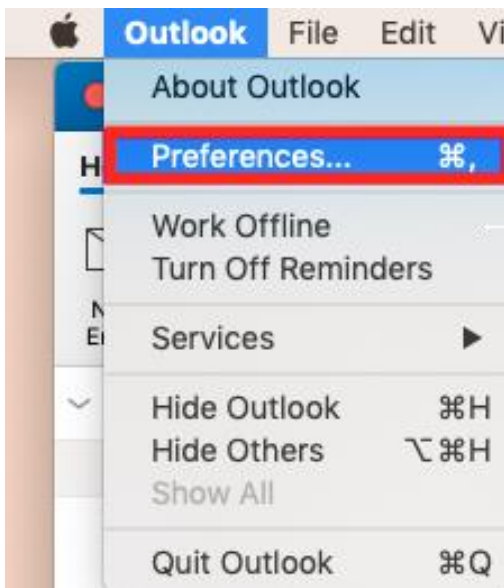 Outlook File Edit Vi
About Outlook
Preferences... ⌘,
H
Work Offline
Turn Off Reminders
N
Services ▶
E
Hide Outlook ⌘H
Hide Others ⌥⌘H
Show All
Quit Outlook ⌘Q